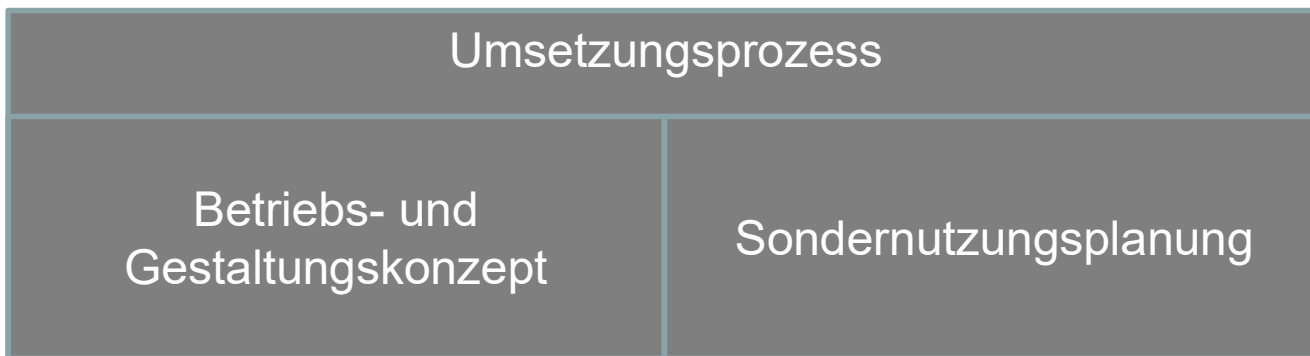 Umsetzungsprozess
Betriebs- und
Gestaltungskonzept
Sondernutzungsplanung